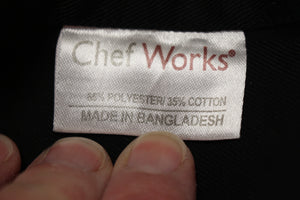 Chef Works®
65% POLYESTER/ 35% COTTON
MADE IN BANGLADESH